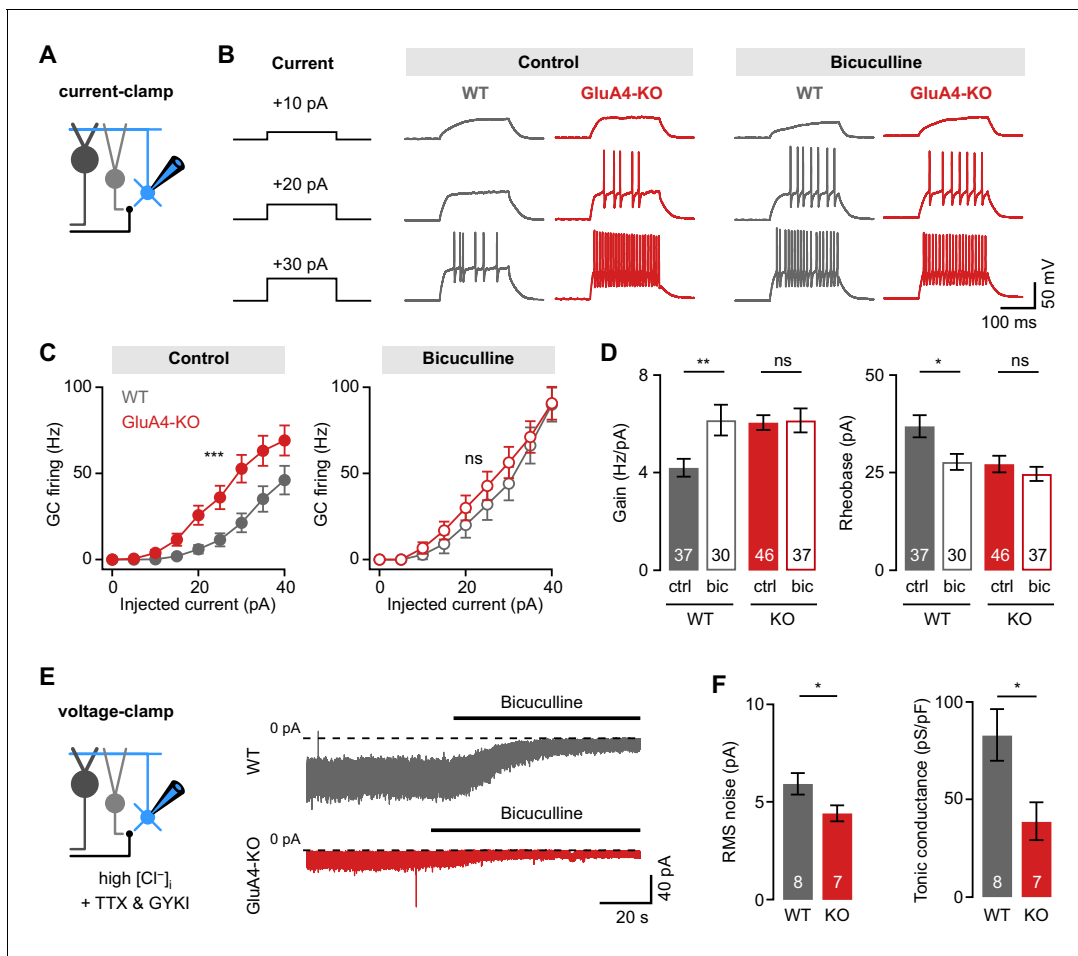 A
current-clamp
B
Current
Control
Bicuculline
WT
GluA4-KO
WT
GluA4-KO
+10 pA
+20 pA
+30 pA
50 mV
100 ms
C
Control
Bicuculline
GC firing (Hz)
100
50
0
WT
GluA4-KO
***
0
20
40
Injected current (pA)
GC firing (Hz)
100
50
0
ns
0
20
40
Injected current (pA)
D
Gain (Hz/pA)
8
4
0
**
ns
37
30
46
37
ctrl
bic
ctrl
bic
WT
KO
Rheobase (pA)
50
25
0
*
ns
37
30
46
37
ctrl
bic
ctrl
bic
WT
KO
E
voltage-clamp
high [Cl⁻]i
+ TTX & GYKI
Bicuculline
0 pA
WT
Bicuculline
0 pA
GluA4-KO
40 pA
20 s
F
RMS noise (pA)
10
5
0
*
8
7
WT
KO
Tonic conductance (pS/pF)
100
50
0
*
8
7
WT
KO